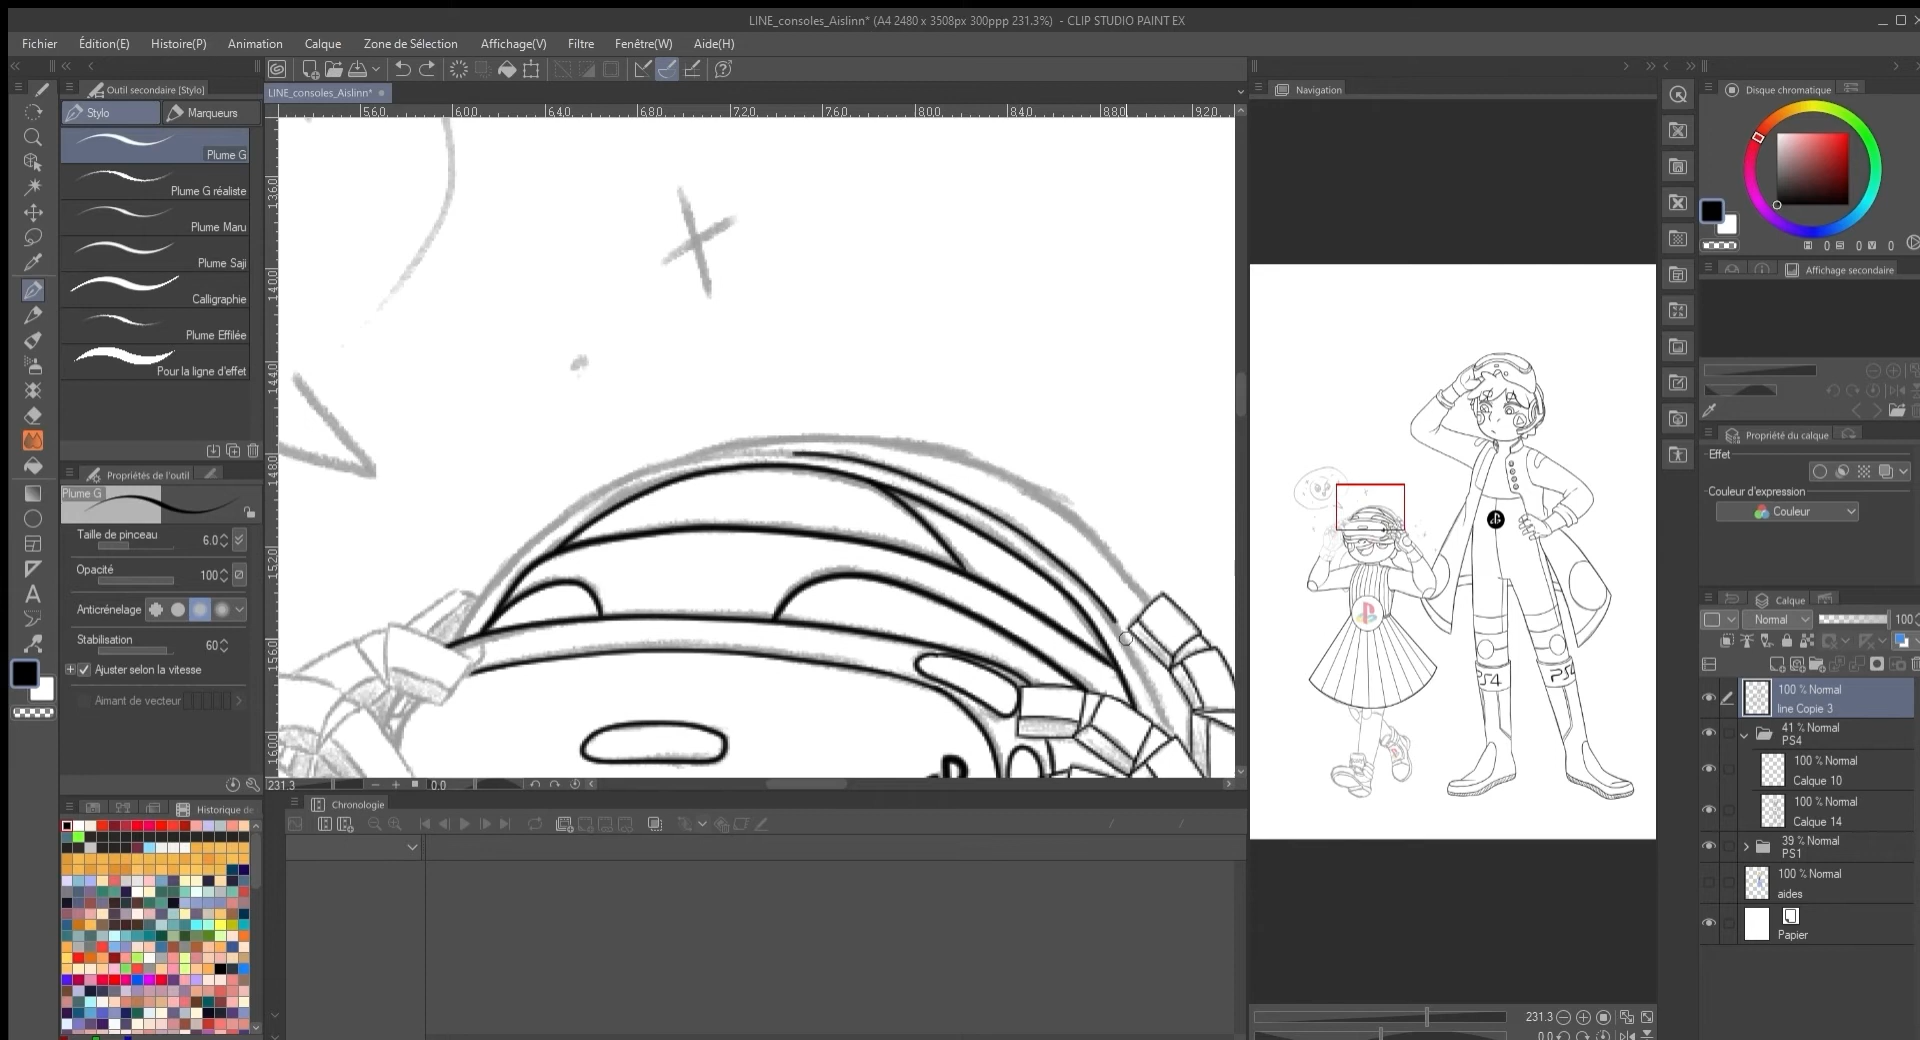 LINE_consoles_Aislinn* (A4 2480 x 3508px 300ppp 231.3%) - CLIP STUDIO PAINT EX
Fichier Édition(E) Histoire(P) Animation Calque Zone de Sélection Affichage(V) Filtre Fenêtre(W) Aide(H)
Outil secondaire [Stylo]
Stylo Marqueurs
Plume G
Plume G réaliste
Plume Maru
Plume Saji
Calligraphie
Plume Effilée
Pour la ligne d'effet
Propriétés de l'outil
Plume G
Taille de pinceau 6.0
Opacité 100
Anticrénelage
Stabilisation 60
Ajuster selon la vitesse
Aimant de vecteur
Historique de
LINE_consoles_Aislinn*
560 600 640 680 720 760 800 840 880 920
1360
1400
1440
1480
1520
1560
1600
231.3 0.0
Chronologie
Navigation
PS4 PS4
231.3
0.0
Disque chromatique
H 0 S 0 V 0
Affichage secondaire
Propriété du calque
Effet
Couleur d'expression
Couleur
Calque
Normal 100
100 % Normal
line Copie 3
41 % Normal
PS4
100 % Normal
Calque 10
100 % Normal
Calque 14
39 % Normal
PS1
100 % Normal
aides
Papier